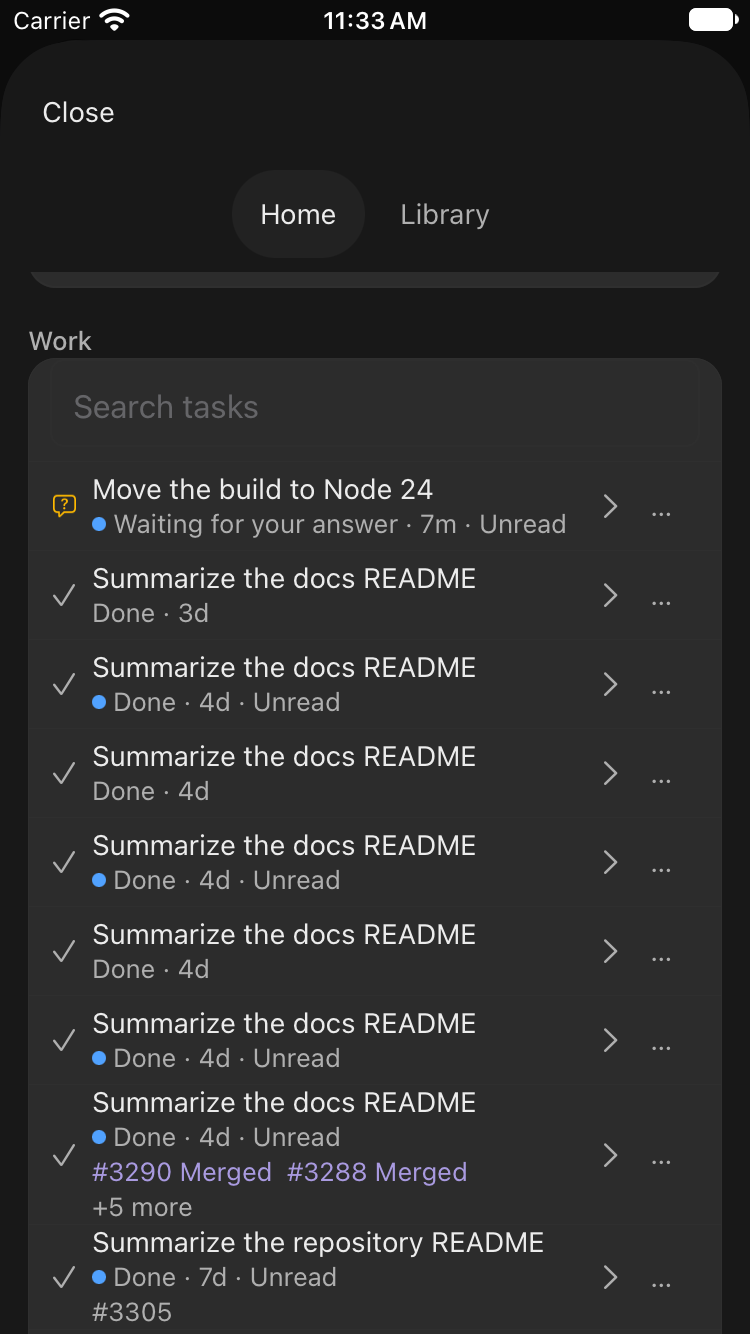 Carrier 11:33 AM
Close
Home Library
Work
Search tasks
Move the build to Node 24
Waiting for your answer · 7m · Unread
...
Summarize the docs README
Done · 3d
...
Summarize the docs README
Done · 4d · Unread
...
Summarize the docs README
Done · 4d
...
Summarize the docs README
Done · 4d · Unread
...
Summarize the docs README
Done · 4d
...
Summarize the docs README
Done · 4d · Unread
...
Summarize the docs README
Done · 4d · Unread
#3290 Merged #3288 Merged
+5 more
...
Summarize the repository README
Done · 7d · Unread
#3305
...